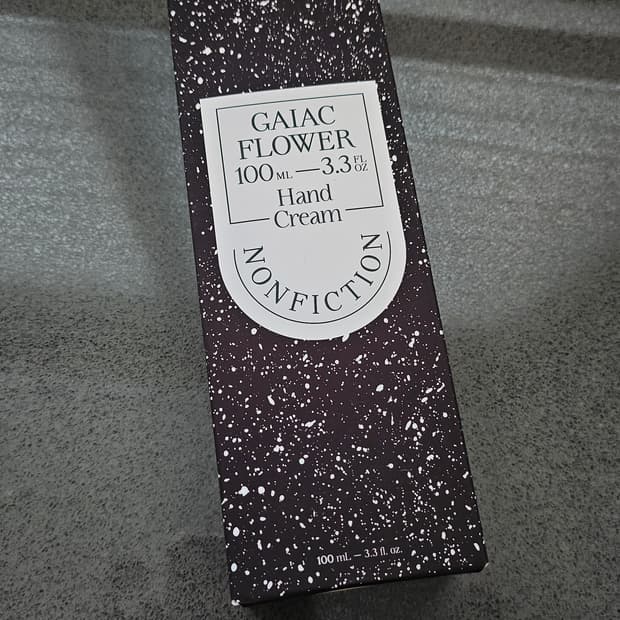 GAIAC
FLOWER
100 ML — 3.3 FL OZ
Hand
Cream
NONFICTION
100 mL — 3.3 fl. oz.